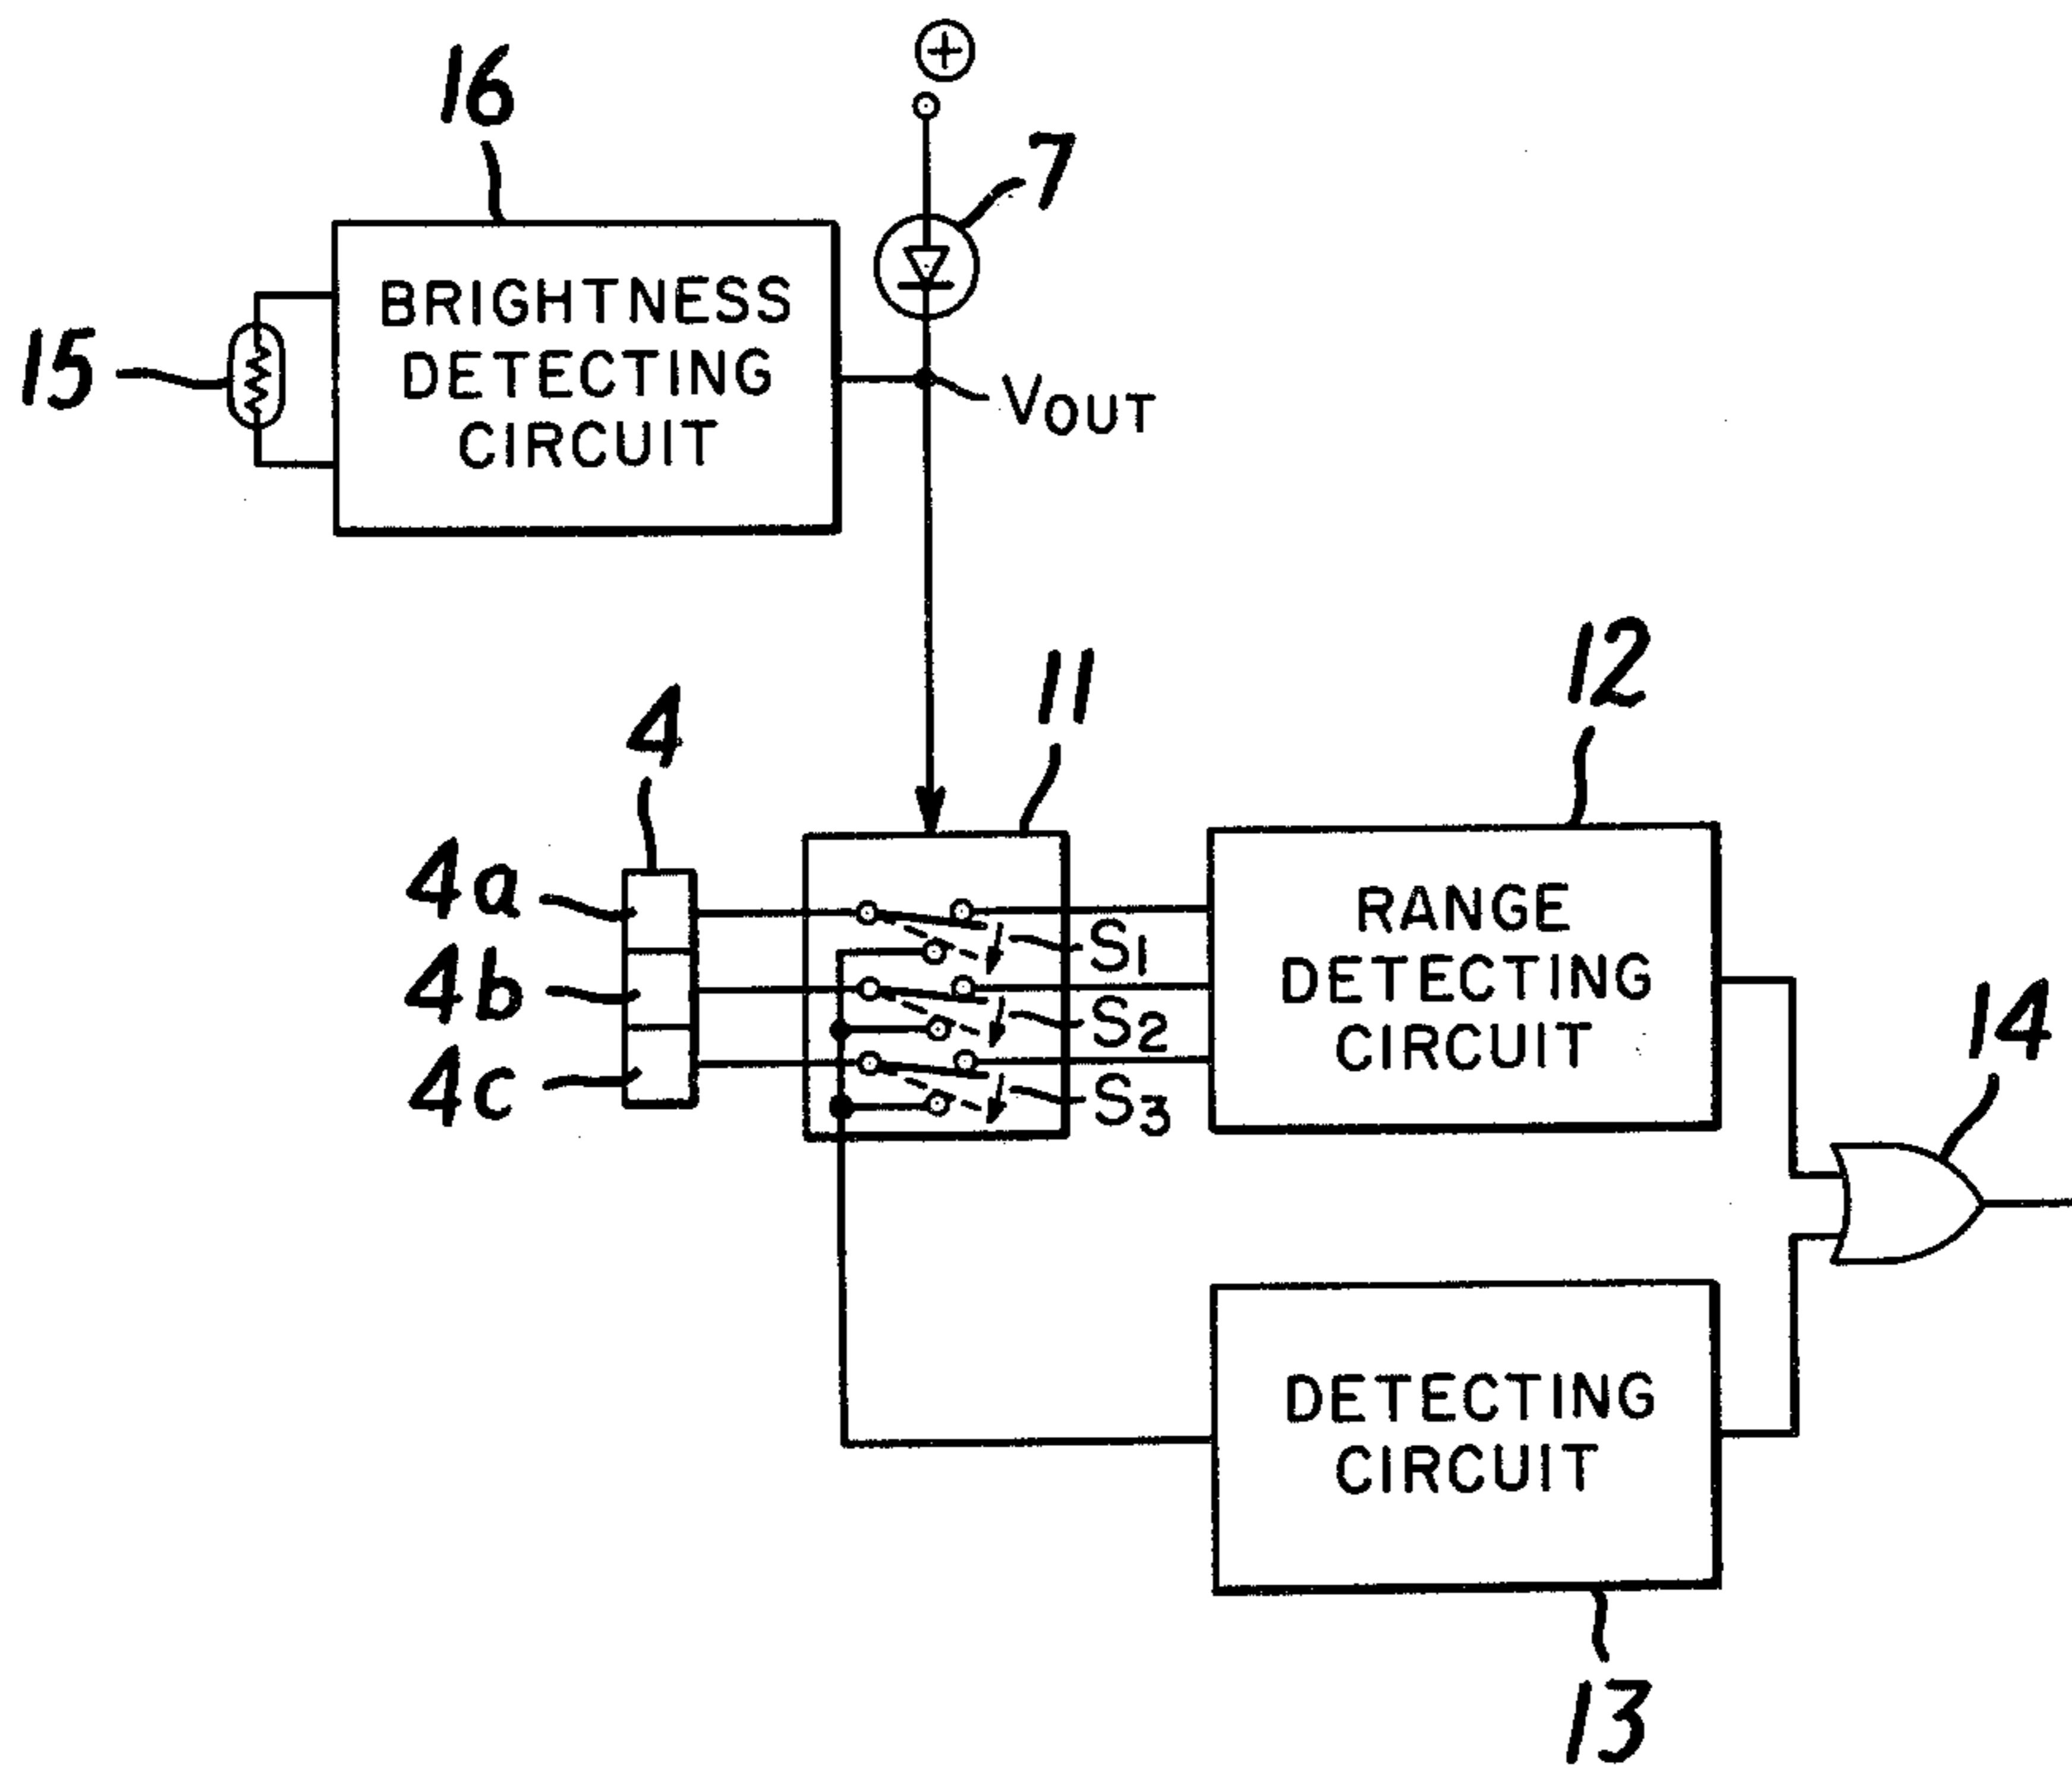 +
16
7
BRIGHTNESS
DETECTING
CIRCUIT
15
VOUT
12
11
4
4a
4b
4c
S1
S2
S3
RANGE
DETECTING
CIRCUIT
14
DETECTING
CIRCUIT
13